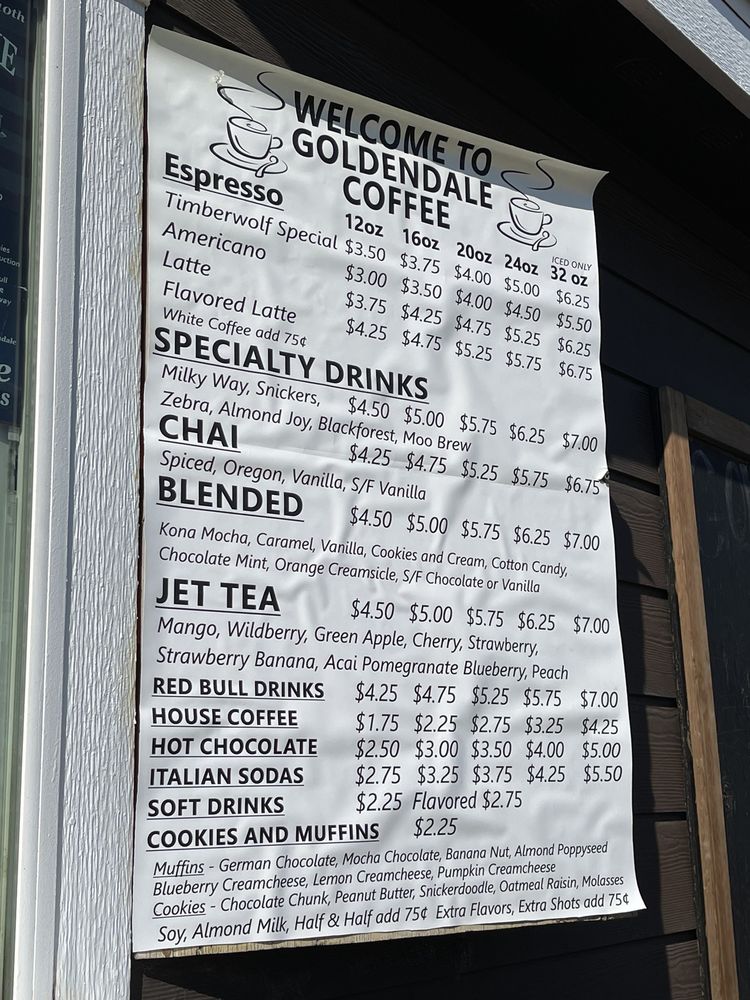 WELCOME TO
GOLDENDALE
COFFEE
Espresso
12oz 16oz 20oz 24oz ICED ONLY 32 oz
Timberwolf Special $3.50 $3.75 $4.00 $5.00 $6.25
Americano $3.00 $3.50 $4.00 $4.50 $5.50
Latte $3.75 $4.25 $4.75 $5.25 $6.25
Flavored Latte $4.25 $4.75 $5.25 $5.75 $6.75
White Coffee add 75¢
SPECIALTY DRINKS
Milky Way, Snickers, $4.50 $5.00 $5.75 $6.25 $7.00
Zebra, Almond Joy, Blackforest, Moo Brew
CHAI $4.25 $4.75 $5.25 $5.75 $6.75
Spiced, Oregon, Vanilla, S/F Vanilla
BLENDED $4.50 $5.00 $5.75 $6.25 $7.00
Kona Mocha, Caramel, Vanilla, Cookies and Cream, Cotton Candy,
Chocolate Mint, Orange Creamsicle, S/F Chocolate or Vanilla
JET TEA $4.50 $5.00 $5.75 $6.25 $7.00
Mango, Wildberry, Green Apple, Cherry, Strawberry,
Strawberry Banana, Acai Pomegranate Blueberry, Peach
RED BULL DRINKS $4.25 $4.75 $5.25 $5.75 $7.00
HOUSE COFFEE $1.75 $2.25 $2.75 $3.25 $4.25
HOT CHOCOLATE $2.50 $3.00 $3.50 $4.00 $5.00
ITALIAN SODAS $2.75 $3.25 $3.75 $4.25 $5.50
SOFT DRINKS $2.25 Flavored $2.75
COOKIES AND MUFFINS $2.25
Muffins - German Chocolate, Mocha Chocolate, Banana Nut, Almond Poppyseed
Blueberry Creamcheese, Lemon Creamcheese, Pumpkin Creamcheese
Cookies - Chocolate Chunk, Peanut Butter, Snickerdoodle, Oatmeal Raisin, Molasses
Soy, Almond Milk, Half & Half add 75¢ Extra Flavors, Extra Shots add 75¢